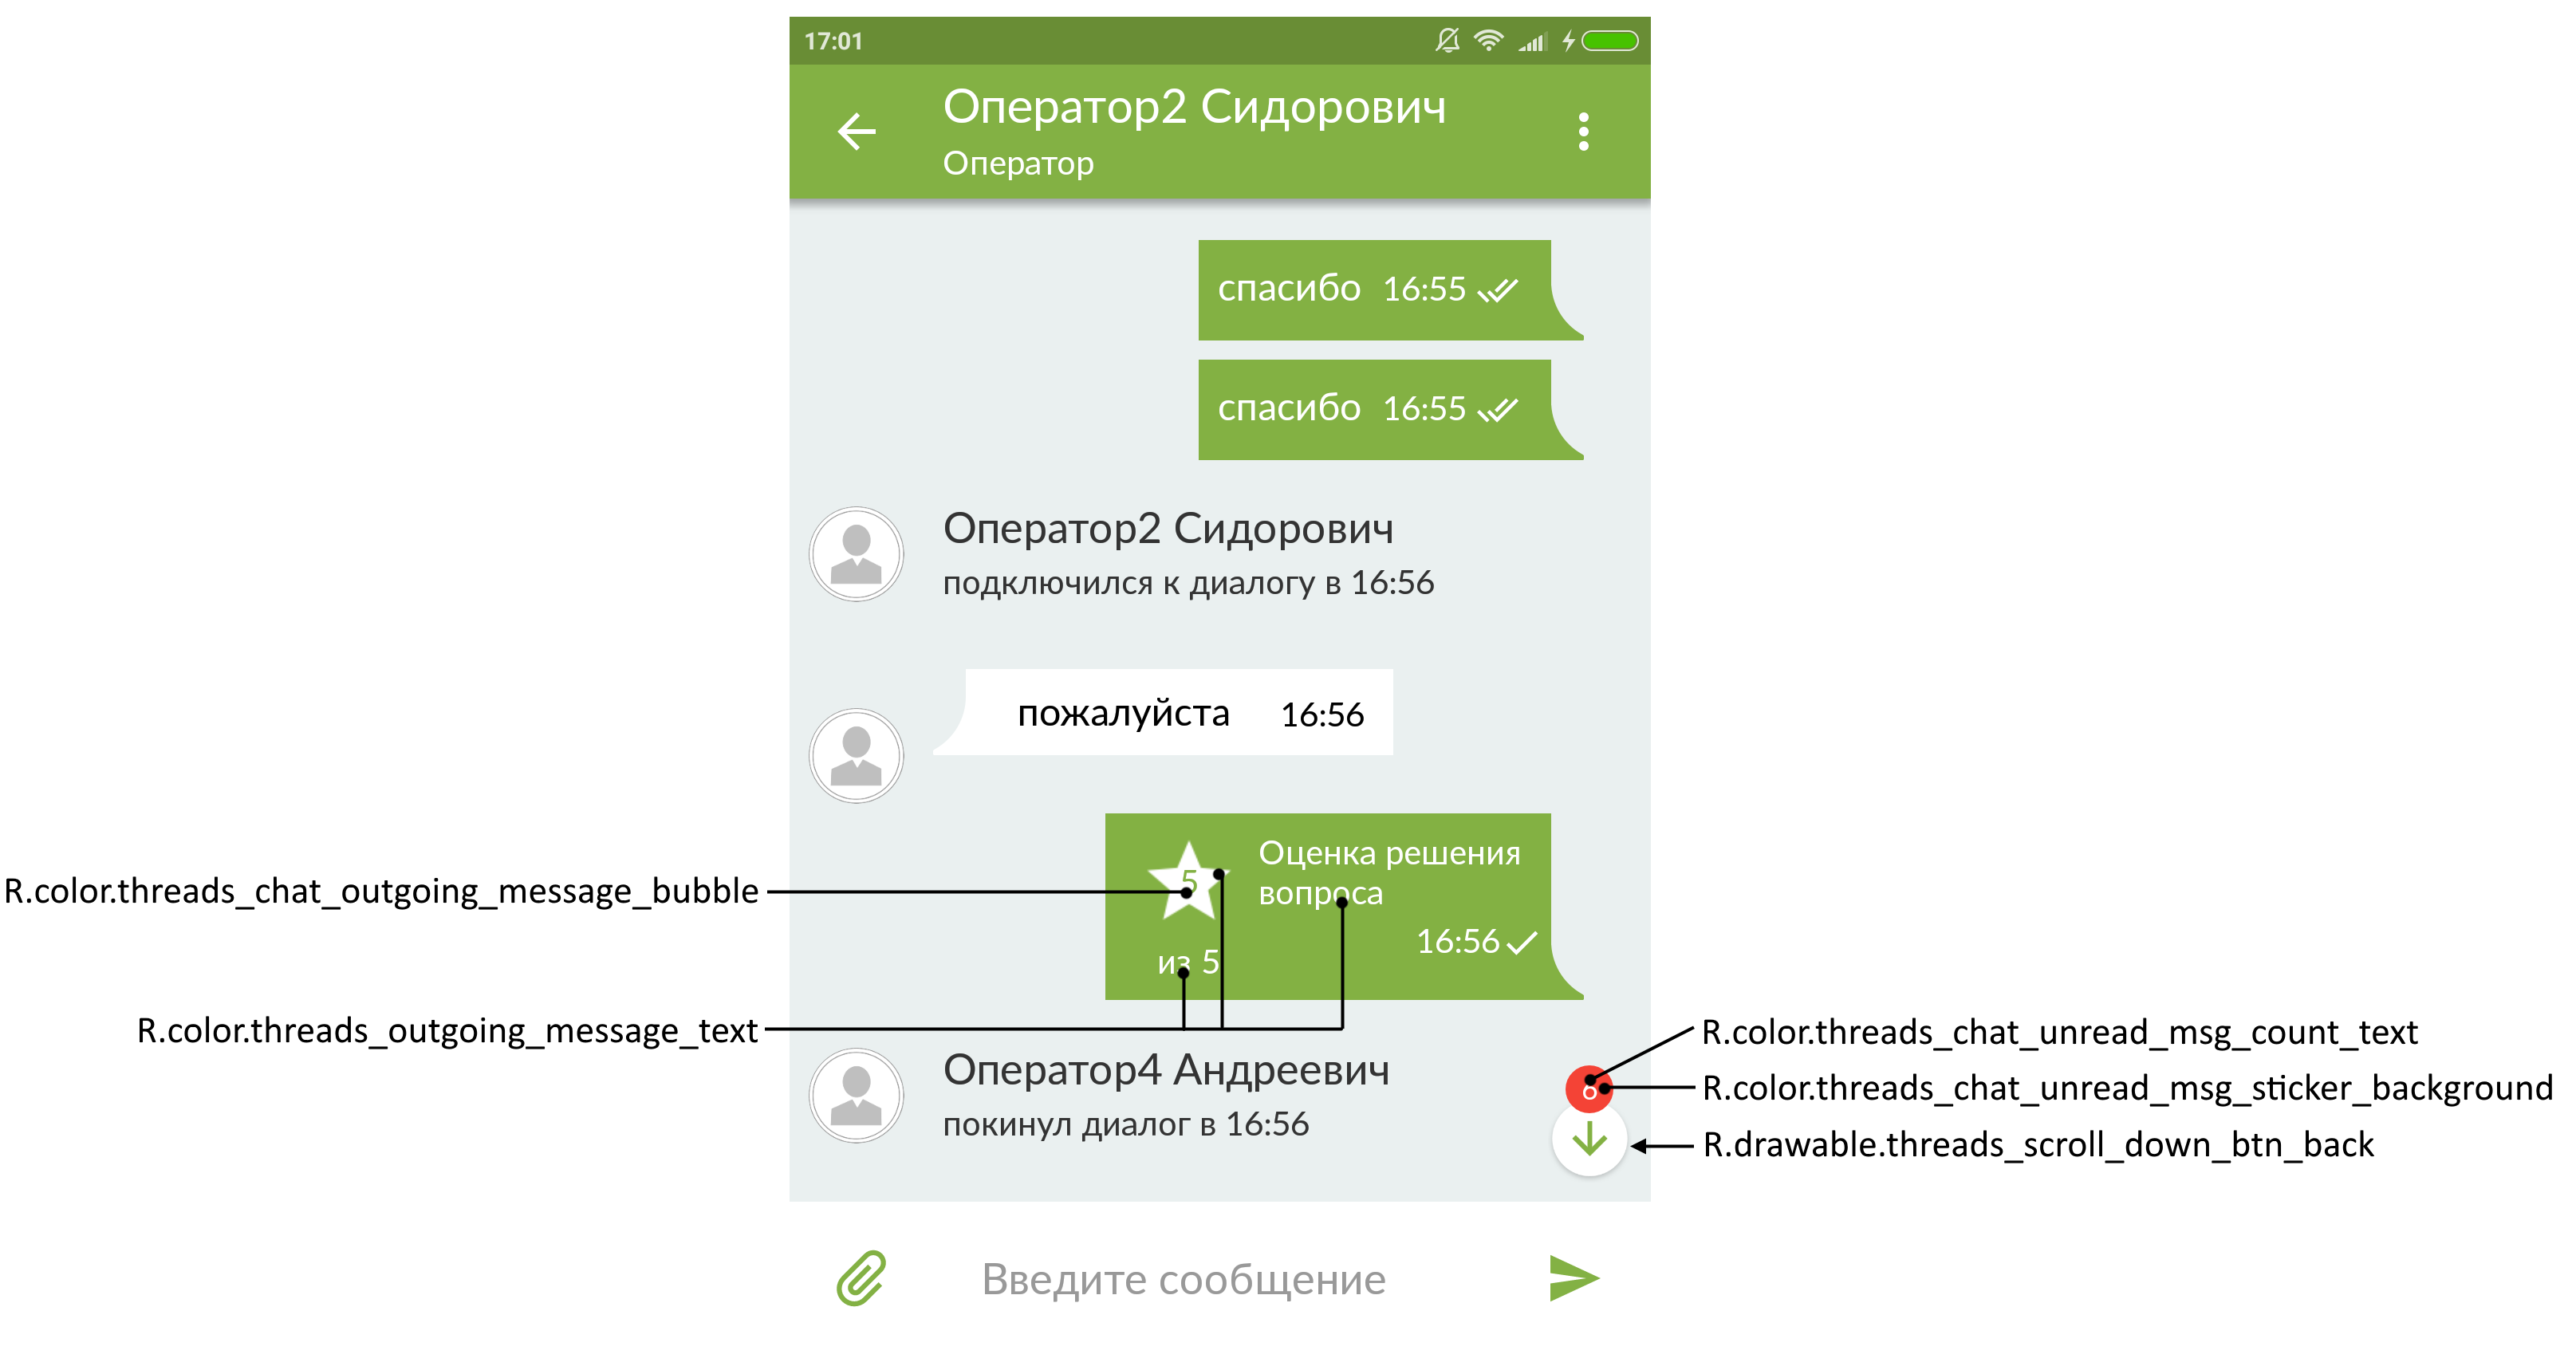 17:01
Оператор2 Сидорович
Оператор
спасибо 16:55
спасибо 16:55
Оператор2 Сидорович
подключился к диалогу в 16:56
пожалуйста 16:56
Оценка решения
5
вопроса
R.color.threads_chat_outgoing_message_bubble
16:56
из 5
R.color.threads_outgoing_message_text
R.color.threads_chat_unread_msg_count_text
Оператор4 Андреевич
R.color.threads_chat_unread_msg_sticker_background
покинул диалог в 16:56
R.drawable.threads_scroll_down_btn_back
Введите сообщение